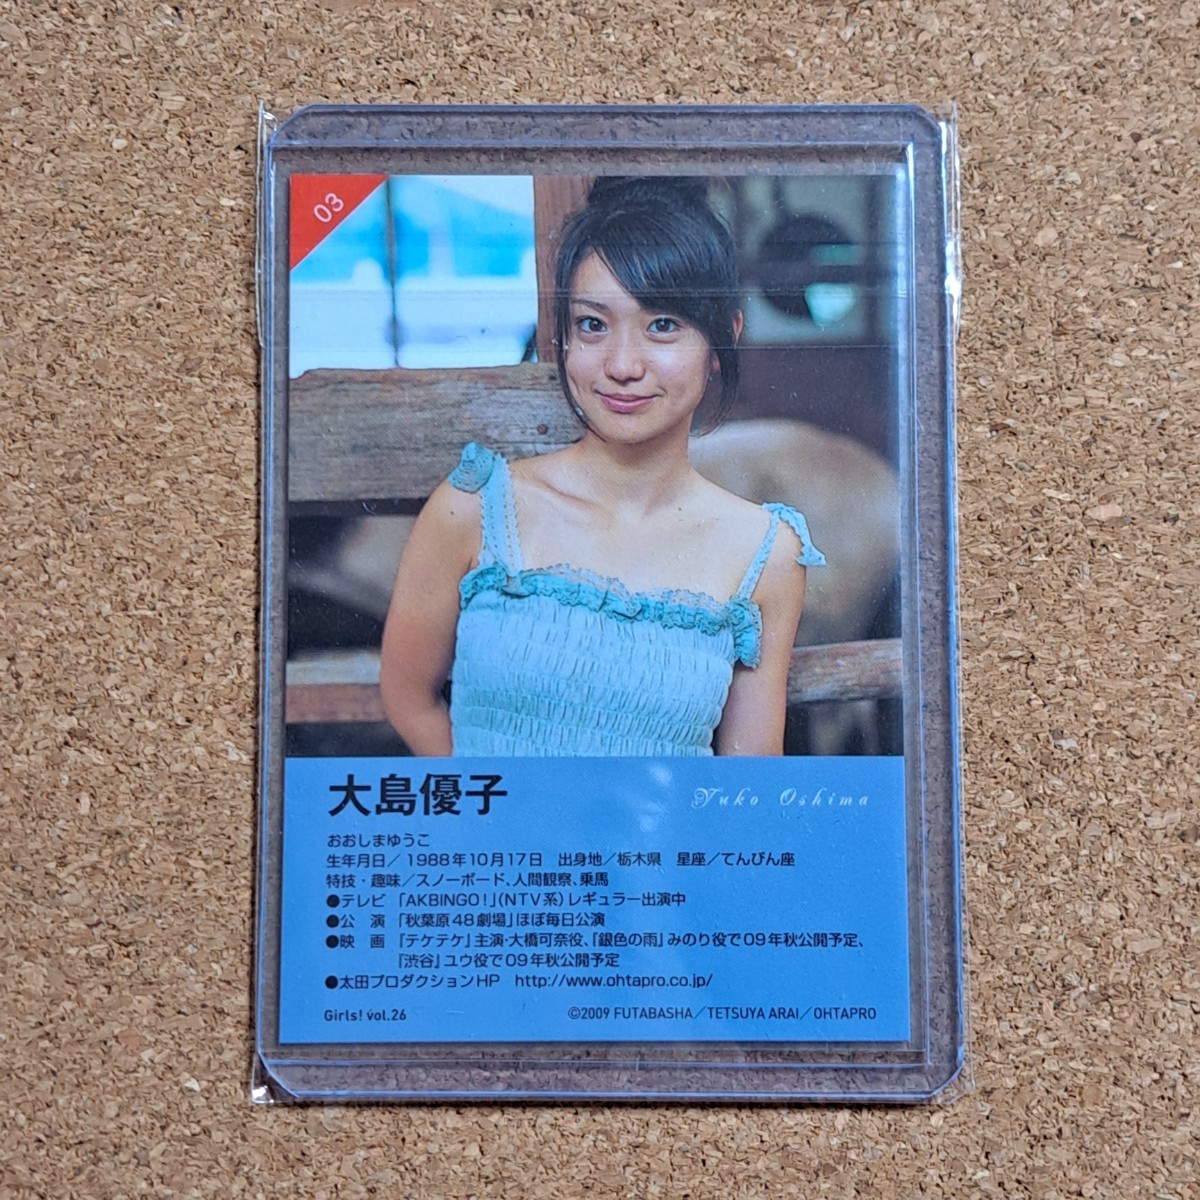 03
大島優子
Yuko Oshima
おおしまゆうこ
生年月日／1988年10月17日　出身地／栃木県　星座／てんびん座
特技・趣味／スノーボード、人間観察、乗馬
●テレビ　「AKBINGO！」（NTV系）レギュラー出演中
●公　演　「秋葉原48劇場」ほぼ毎日公演
●映　画　『テケテケ』主演・大橋可奈役、『銀色の雨』みのり役で09年秋公開予定、
『渋谷』ユウ役で09年秋公開予定
●太田プロダクションHP　http://www.ohtapro.co.jp/
Girls! vol.26
©2009 FUTABASHA／TETSUYA ARAI／OHTAPRO